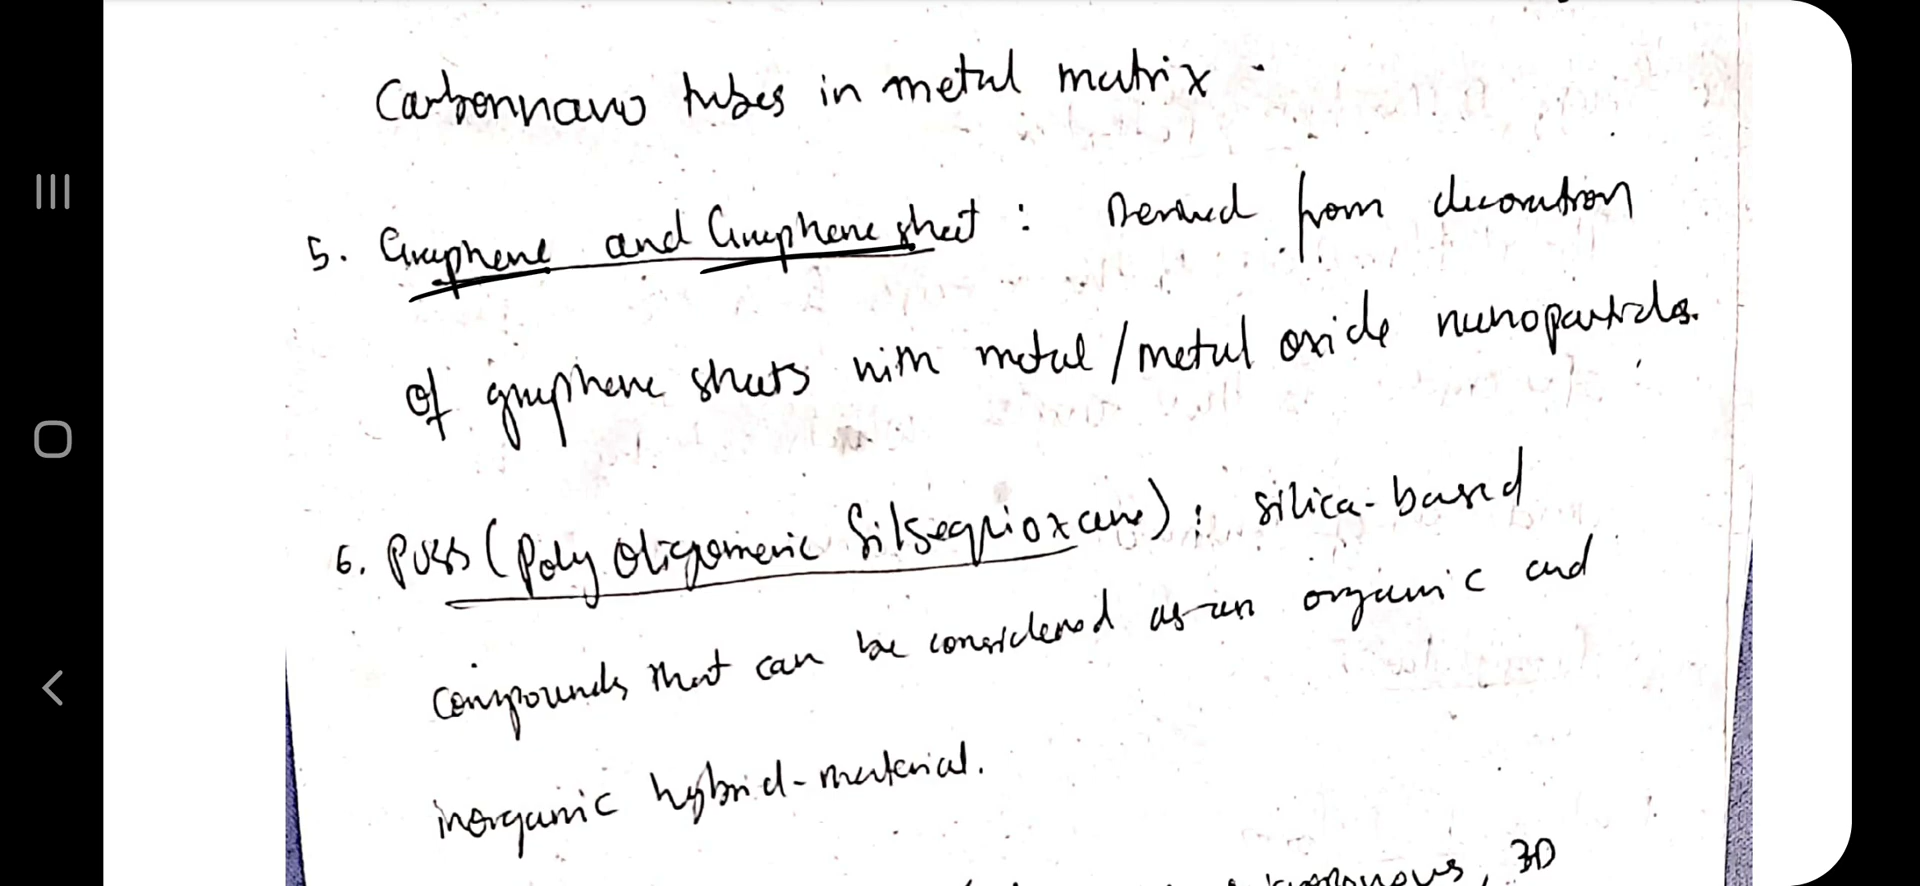 Carbonnano tubes in metal matrix -
5. Graphene and Graphene sheet : Derived from decoration
of graphene sheets with metal/metal oxide nanoparticles.
6. POSS (Poly Oligomeric Silsequioxane) : silica-based
compounds that can be considered as an organic and
inorganic hybrid-material.
, 3D